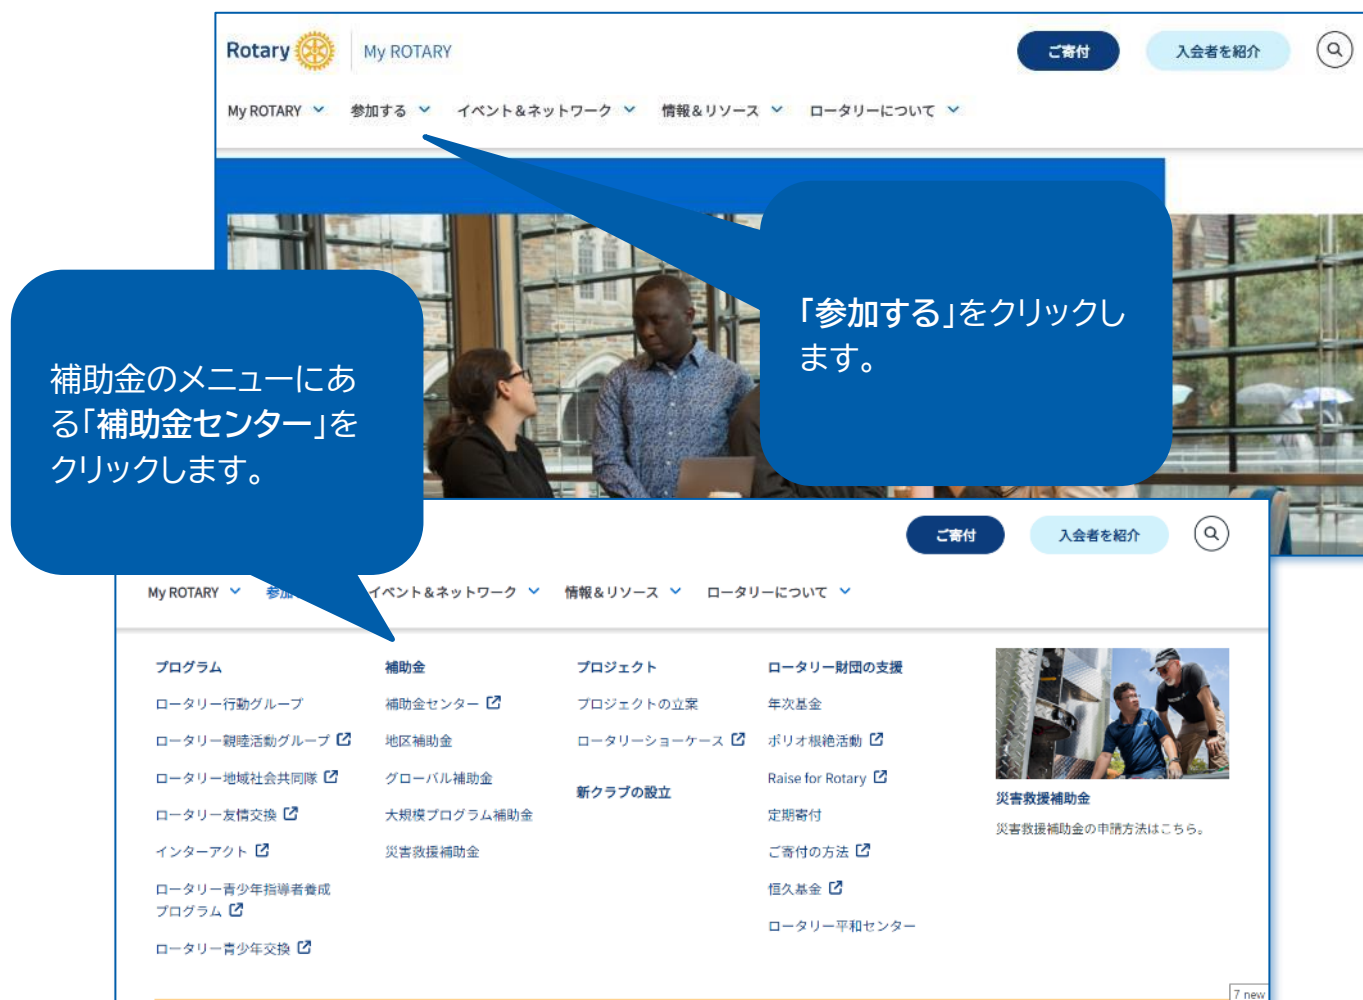 Rotary
My ROTARY
ご寄付
入会者を紹介
My ROTARY
参加する
イベント&ネットワーク
情報&リソース
ロータリーについて
「参加する」をクリックし
ます。
補助金のメニューにあ
る「補助金センター」を
クリックします。
ご寄付
入会者を紹介
My ROTARY
参加
イベント&ネットワーク
情報&リソース
ロータリーについて
プログラム
ロータリー行動グループ
ロータリー親睦活動グループ
ロータリー地域社会共同隊
ロータリー友情交換
インターアクト
ロータリー青少年指導者養成
プログラム
ロータリー青少年交換
補助金
補助金センター
地区補助金
グローバル補助金
大規模プログラム補助金
災害救援補助金
プロジェクト
プロジェクトの立案
ロータリーショーケース
新クラブの設立
ロータリー財団の支援
年次基金
ポリオ根絶活動
Raise for Rotary
定期寄付
ご寄付の方法
恒久基金
ロータリー平和センター
災害救援補助金
災害救援補助金の申請方法はこちら。
7 new